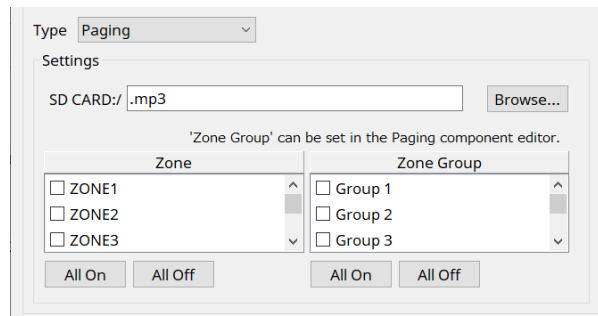 Type Paging
Settings
SD CARD:/ .mp3 Browse...
'Zone Group' can be set in the Paging component editor.
Zone Zone Group
ZONE1 Group 1
ZONE2 Group 2
ZONE3 Group 3
All On All Off All On All Off